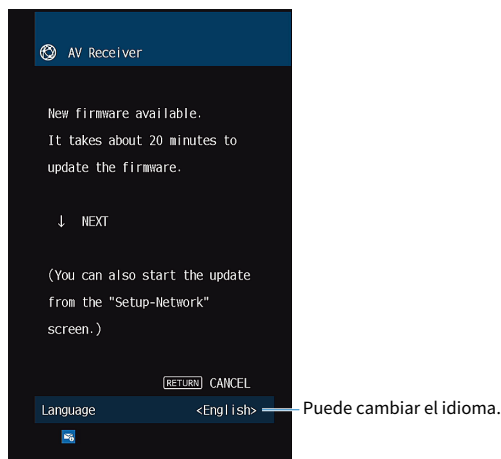 AV Receiver
New firmware available.
It takes about 20 minutes to
update the firmware.
↓ NEXT
(You can also start the update
from the "Setup-Network"
screen.)
RETURN CANCEL
Language <English>
Puede cambiar el idioma.